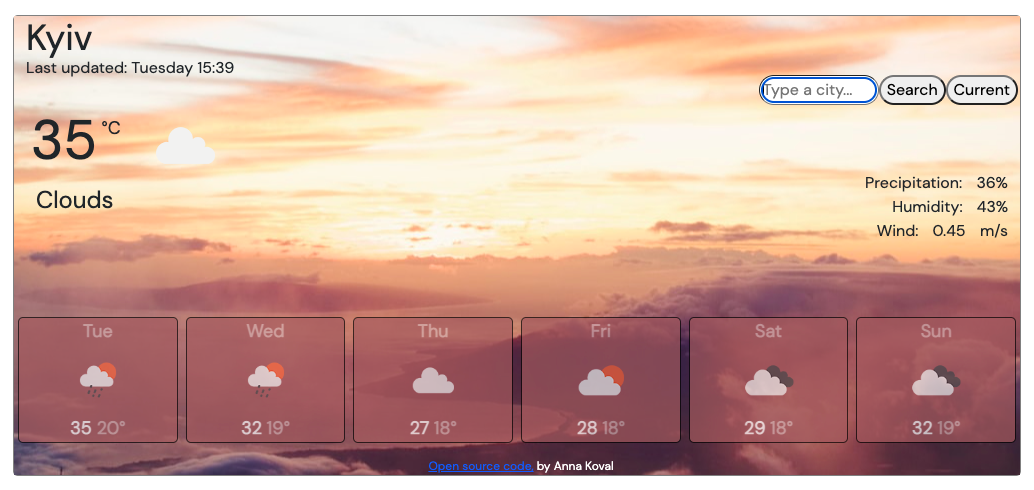 Kyiv
Last updated: Tuesday 15:39
Type a city... Search Current
35 °C
Clouds
Precipitation: 36%
Humidity: 43%
Wind: 0.45 m/s
Tue Wed Thu Fri Sat Sun
35 20° 32 19° 27 18° 28 18° 29 18° 32 19°
Open source code, by Anna Koval